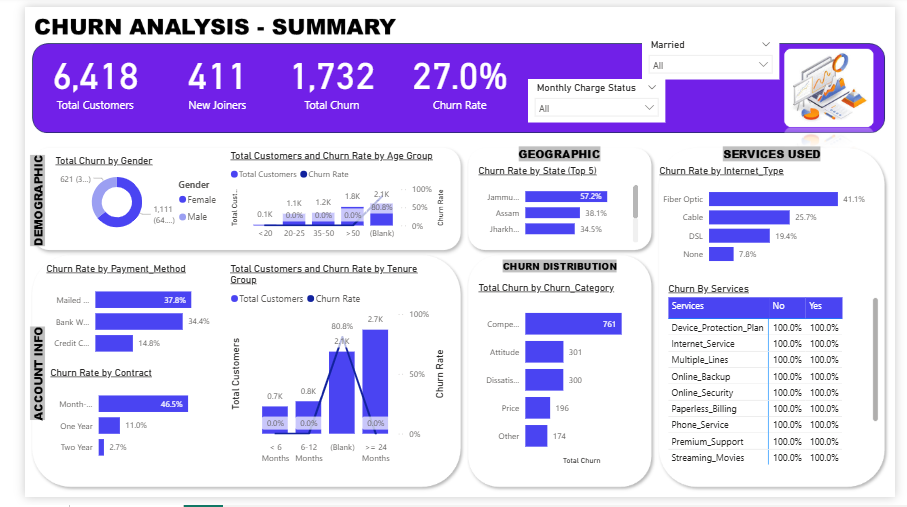 CHURN ANALYSIS - SUMMARY
6,418
Total Customers
411
New Joiners
1,732
Total Churn
27.0%
Churn Rate
Married
All
Monthly Charge Status
All
DEMOGRAPHIC
Total Churn by Gender
621 (3...)
1,111
(64....)
Gender
Female
Male
Total Customers and Churn Rate by Age Group
Total Customers Churn Rate
Total Cust...
0.1K 1.1K 1.2K 1.8K 2.1K
0.0% 0.0% 0.0% 80.8%
<20 20-25 35-50 >50 (Blank)
100%
50%
0%
Churn Rate
GEOGRAPHIC
Churn Rate by State (Top 5)
Jammu... 57.2%
Assam 38.1%
Jharkh... 34.5%
SERVICES USED
Churn Rate by Internet_Type
Fiber Optic 41.1%
Cable 25.7%
DSL 19.4%
None 7.8%
ACCOUNT INFO
Churn Rate by Payment_Method
Mailed ... 37.8%
Bank W... 34.4%
Credit C... 14.8%
Churn Rate by Contract
Month-... 46.5%
One Year 11.0%
Two Year 2.7%
Total Customers and Churn Rate by Tenure
Group
Total Customers Churn Rate
Total Customers
0.7K 0.8K 2.1K 2.7K
0.0% 0.0% 80.8% 0.0%
< 6
Months
6-12
Months
(Blank)
>= 24
Months
100%
50%
0%
Churn Rate
CHURN DISTRIBUTION
Total Churn by Churn_Category
Compe... 761
Attitude 301
Dissatis... 300
Price 196
Other 174
Total Churn
Churn By Services
Services No Yes
Device_Protection_Plan 100.0% 100.0%
Internet_Service 100.0% 100.0%
Multiple_Lines 100.0% 100.0%
Online_Backup 100.0% 100.0%
Online_Security 100.0% 100.0%
Paperless_Billing 100.0% 100.0%
Phone_Service 100.0% 100.0%
Premium_Support 100.0% 100.0%
Streaming_Movies 100.0% 100.0%